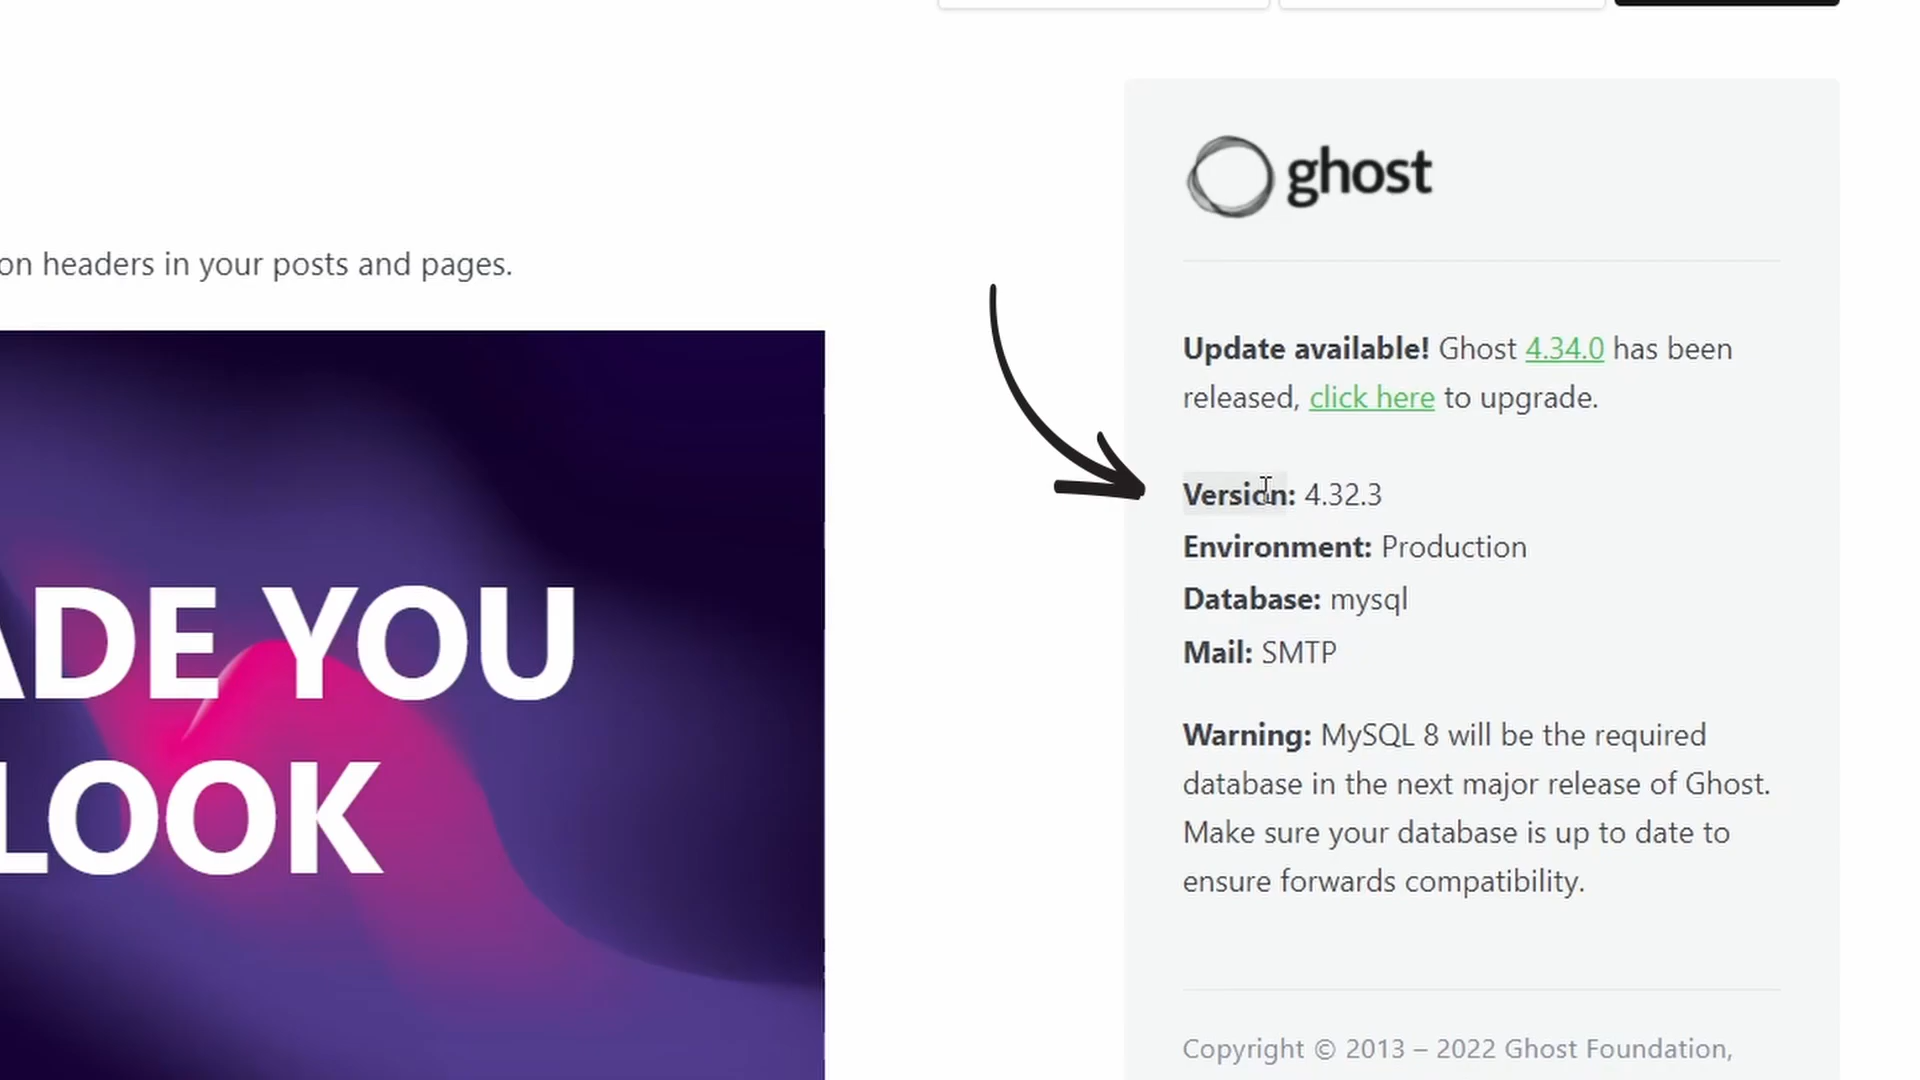 on headers in your posts and pages.
ADE YOU
LOOK
ghost
Update available! Ghost 4.34.0 has been
released, click here to upgrade.
Version: 4.32.3
Environment: Production
Database: mysql
Mail: SMTP
Warning: MySQL 8 will be the required
database in the next major release of Ghost.
Make sure your database is up to date to
ensure forwards compatibility.
Copyright © 2013 – 2022 Ghost Foundation,